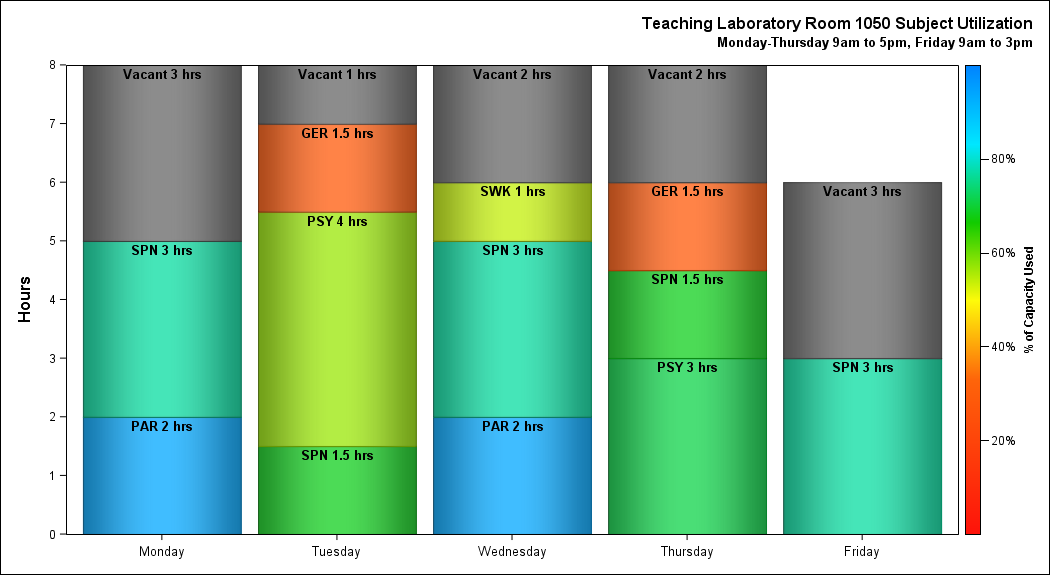 Teaching Laboratory Room 1050 Subject Utilization
Monday-Thursday 9am to 5pm, Friday 9am to 3pm
Hours
8
7
6
5
4
3
2
1
0
Vacant 3 hrs
SPN 3 hrs
PAR 2 hrs
Vacant 1 hrs
GER 1.5 hrs
PSY 4 hrs
SPN 1.5 hrs
Vacant 2 hrs
SWK 1 hrs
SPN 3 hrs
PAR 2 hrs
Vacant 2 hrs
GER 1.5 hrs
SPN 1.5 hrs
PSY 3 hrs
Vacant 3 hrs
SPN 3 hrs
Monday
Tuesday
Wednesday
Thursday
Friday
80%
60%
40%
20%
% of Capacity Used